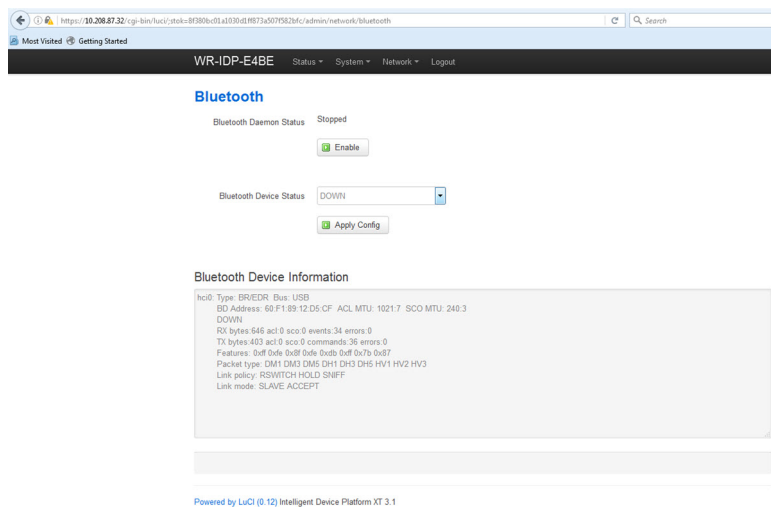 https://10.208.87.32/cgi-bin/luci/;stok=8f380bc01a1030d1ff873a507f582bfc/admin/network/bluetooth
Search
Most Visited Getting Started
WR-IDP-E4BE Status System Network Logout
Bluetooth
Bluetooth Daemon Status Stopped
Enable
Bluetooth Device Status DOWN
Apply Config
Bluetooth Device Information
hci0: Type: BR/EDR Bus: USB
BD Address: 60:F1:89:12:D5:CF ACL MTU: 1021:7 SCO MTU: 240:3
DOWN
RX bytes:646 acl:0 sco:0 events:34 errors:0
TX bytes:403 acl:0 sco:0 commands:36 errors:0
Features: 0xff 0xfe 0x8f 0xfe 0xdb 0xff 0x7b 0x87
Packet type: DM1 DM3 DM5 DH1 DH3 DH5 HV1 HV2 HV3
Link policy: RSWITCH HOLD SNIFF
Link mode: SLAVE ACCEPT
Powered by LuCI (0.12) Intelligent Device Platform XT 3.1